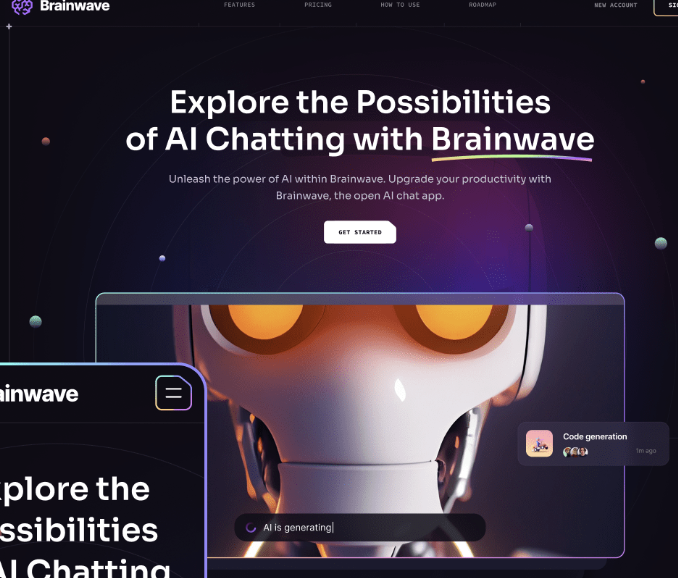 Brainwave
FEATURES
PRICING
HOW TO USE
ROADMAP
NEW ACCOUNT
Explore the Possibilities
of AI Chatting with Brainwave
Unleash the power of AI within Brainwave. Upgrade your productivity with
Brainwave, the open AI chat app.
GET STARTED
Code generation
1m ago
AI is generating
ainwave
xplore the
ssibilities
AI Chatting